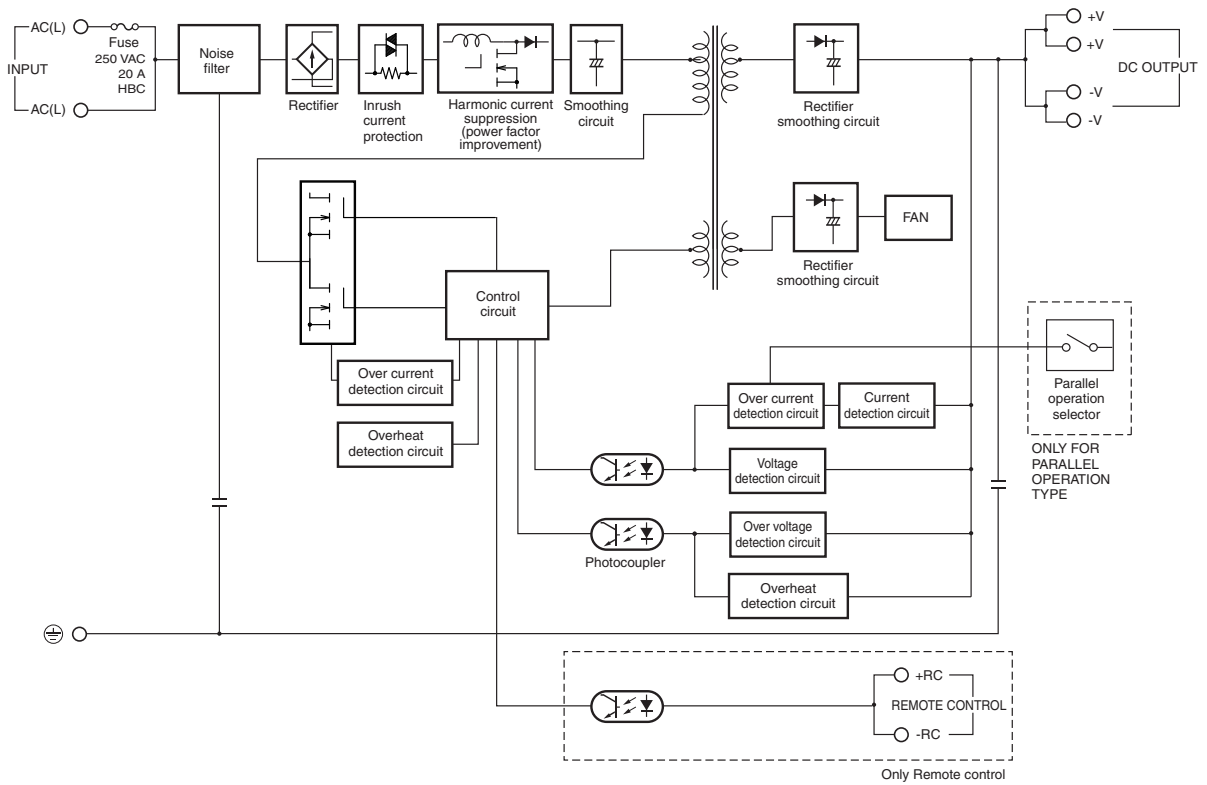 AC(L)
Fuse
250 VAC
20 A
HBC
INPUT
AC(L)
Noise
filter
Rectifier
Inrush
current
protection
Harmonic current
suppression
(power factor
improvement)
Smoothing
circuit
Rectifier
smoothing circuit
+V
+V
DC OUTPUT
-V
-V
Rectifier
smoothing circuit
FAN
Control
circuit
Over current
detection circuit
Overheat
detection circuit
Over current
detection circuit
Current
detection circuit
Parallel
operation
selector
ONLY FOR
PARALLEL
OPERATION
TYPE
Voltage
detection circuit
Over voltage
detection circuit
Photocoupler
Overheat
detection circuit
+RC
REMOTE CONTROL
-RC
Only Remote control